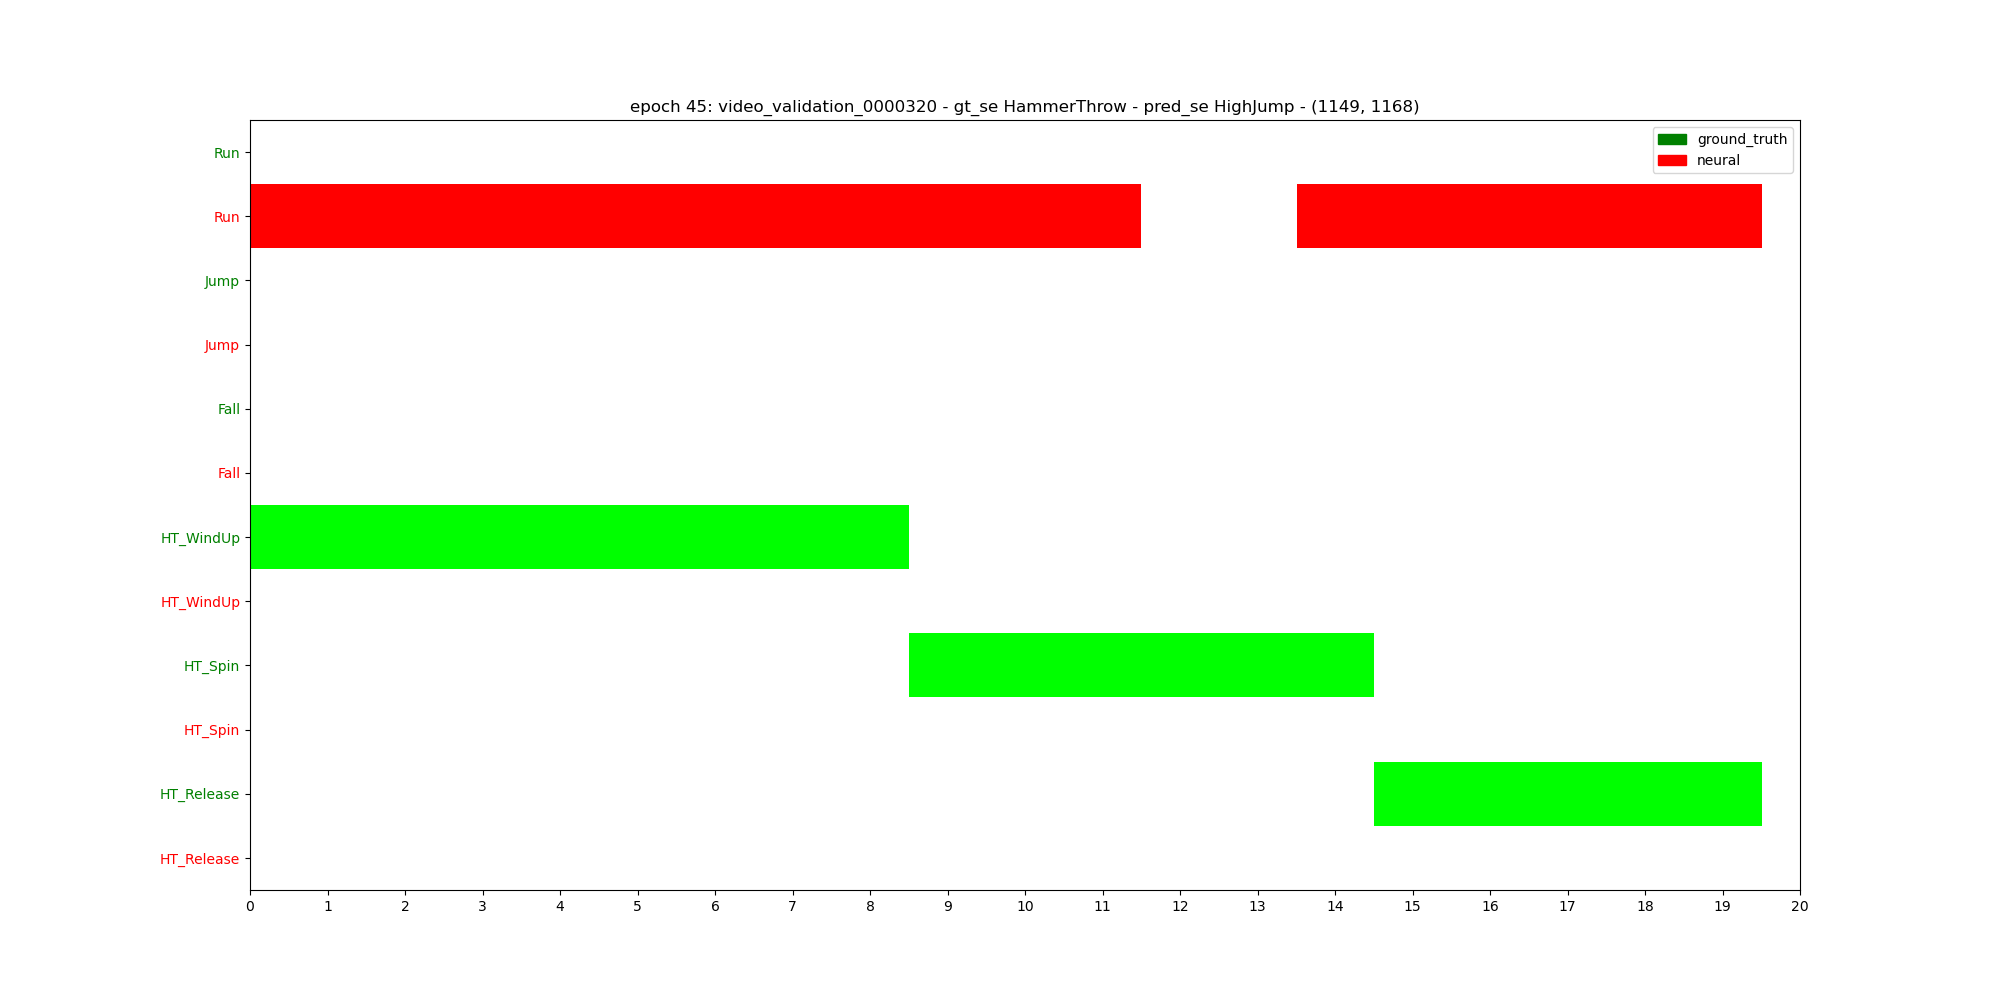 epoch 45: video_validation_0000320 - gt_se HammerThrow - pred_se HighJump - (1149, 1168)
ground_truth
neural
Run
Run
Jump
Jump
Fall
Fall
HT_WindUp
HT_WindUp
HT_Spin
HT_Spin
HT_Release
HT_Release
0 1 2 3 4 5 6 7 8 9 10 11 12 13 14 15 16 17 18 19 20